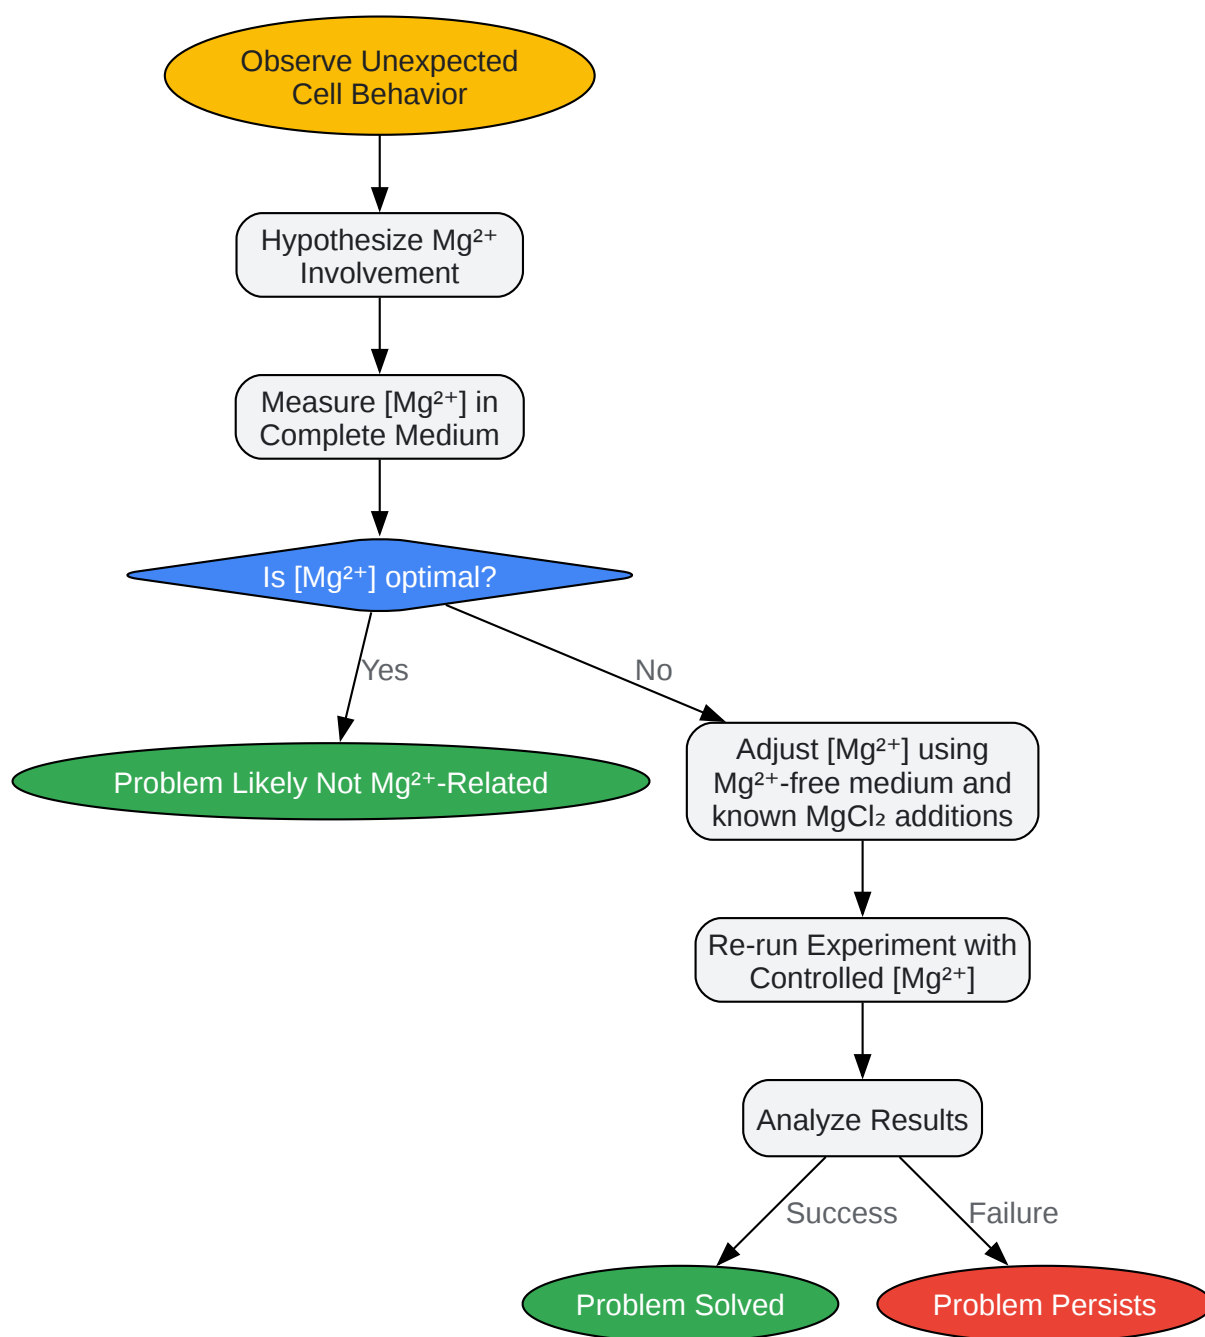 Observe Unexpected
Cell Behavior
Hypothesize Mg²⁺
Involvement
Measure [Mg²⁺] in
Complete Medium
Is [Mg²⁺] optimal?
Yes
No
Problem Likely Not Mg²⁺-Related
Adjust [Mg²⁺] using
Mg²⁺-free medium and
known MgCl₂ additions
Re-run Experiment with
Controlled [Mg²⁺]
Analyze Results
Success
Failure
Problem Solved
Problem Persists